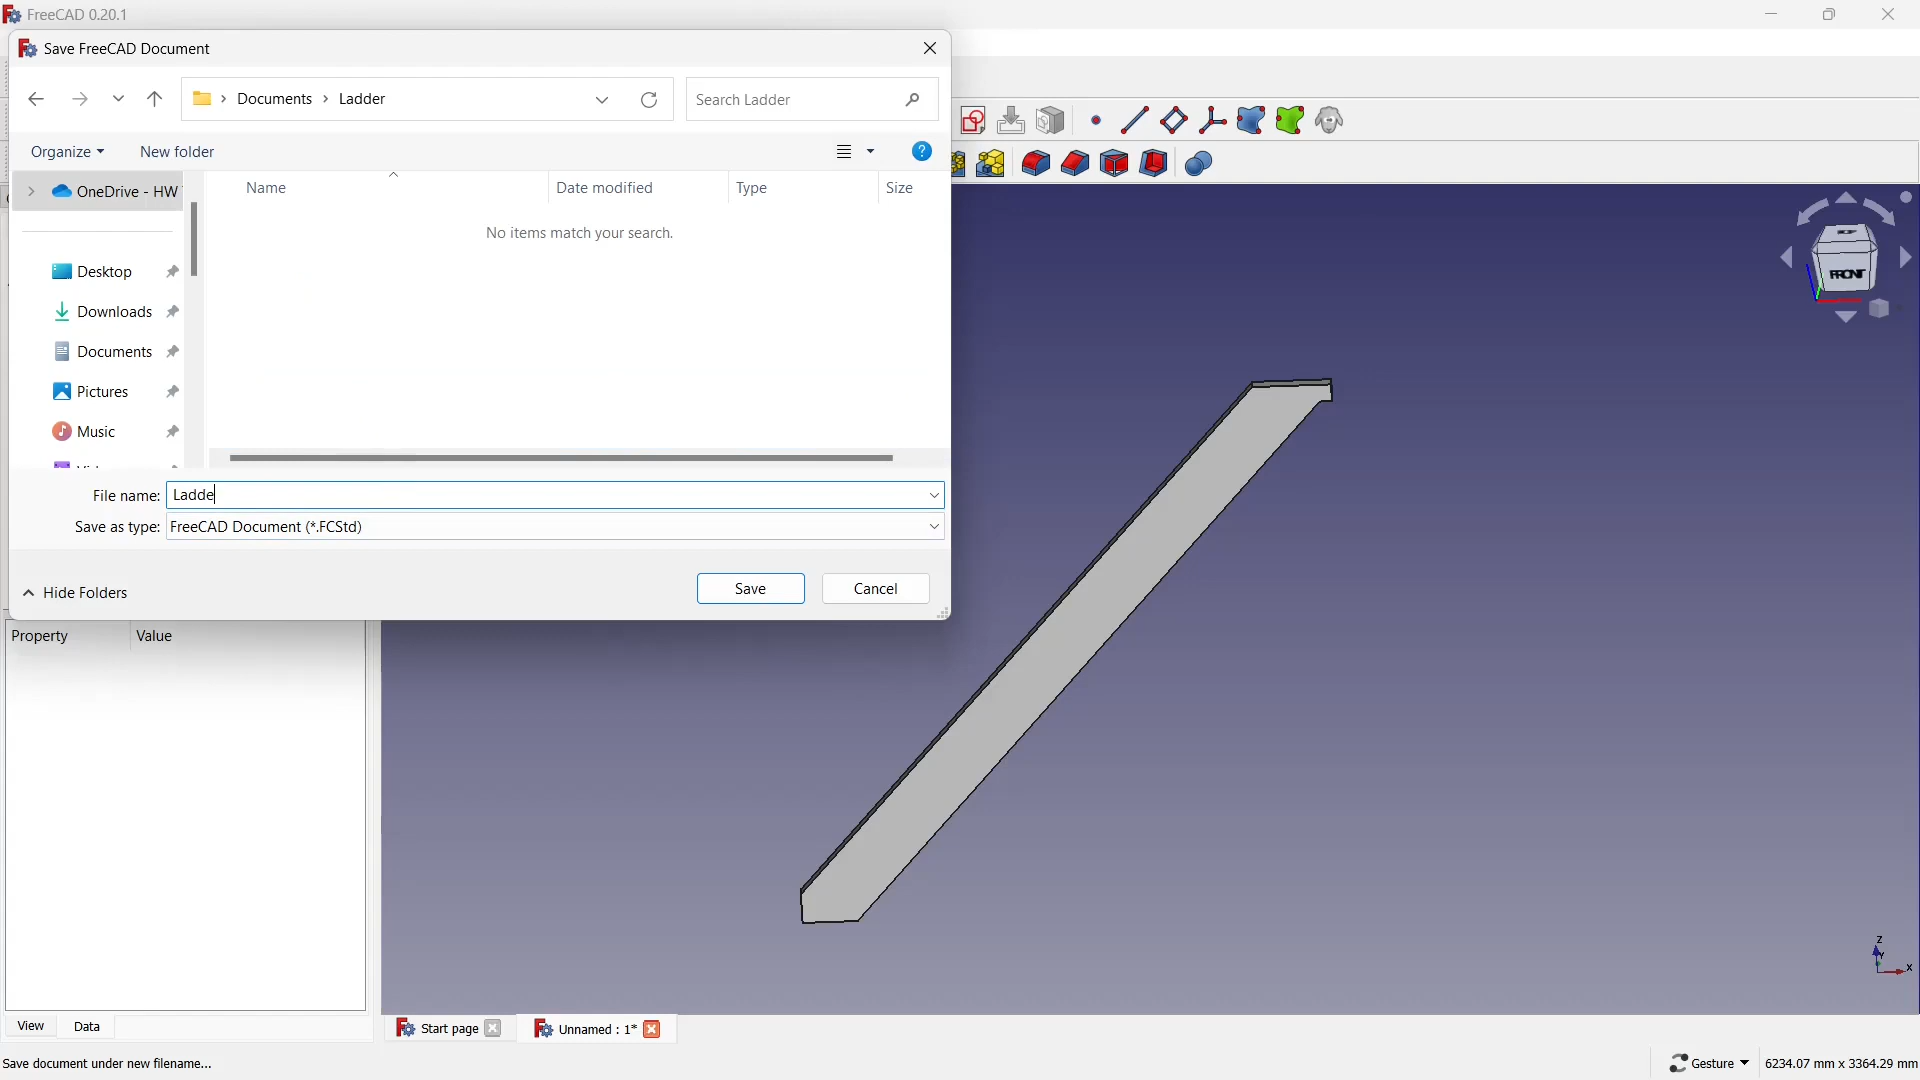 FreeCAD 0.20.1
Save FreeCAD Document
Documents
Ladder
Search Ladder
Organize
New folder
?
OneDrive - HW
Name
Date modified
Type
Size
No items match your search.
Desktop
Downloads
Documents
Pictures
Music
File name: Ladde
Save as type: FreeCAD Document (*.FCStd)
Hide Folders
Save
Cancel
FRONT
Property
Value
Z
Y
X
View
Data
Start page
Unnamed : 1*
Save document under new filename...
Gesture
6234.07 mm x 3364.29 mm